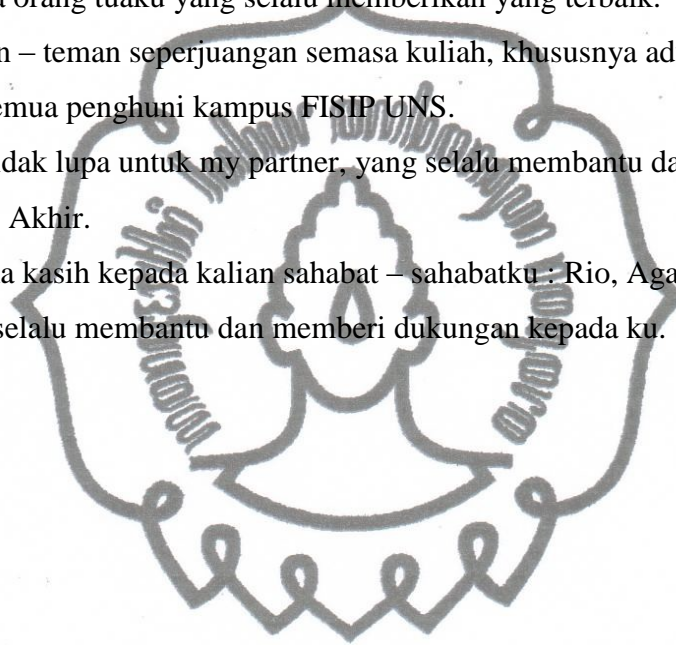 a orang tuaku yang selalu memberikan yang terbaik.
n – teman seperjuangan semasa kuliah, khususnya ad
emua penghuni kampus FISIP UNS.
idak lupa untuk my partner, yang selalu membantu da
Akhir.
a kasih kepada kalian sahabat – sahabatku : Rio, Aga
selalu membantu dan memberi dukungan kepada ku.